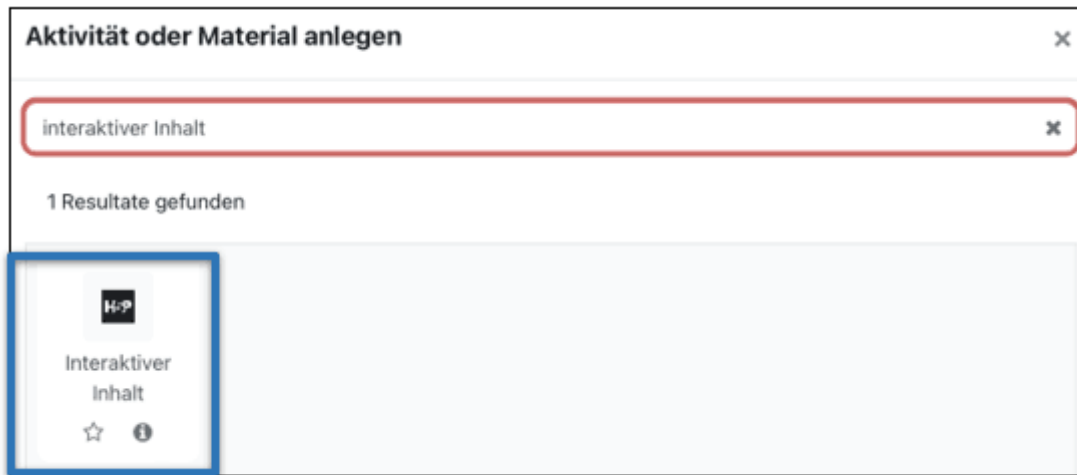 Aktivität oder Material anlegen
interaktiver Inhalt
1 Resultate gefunden
H-P
Interaktiver
Inhalt